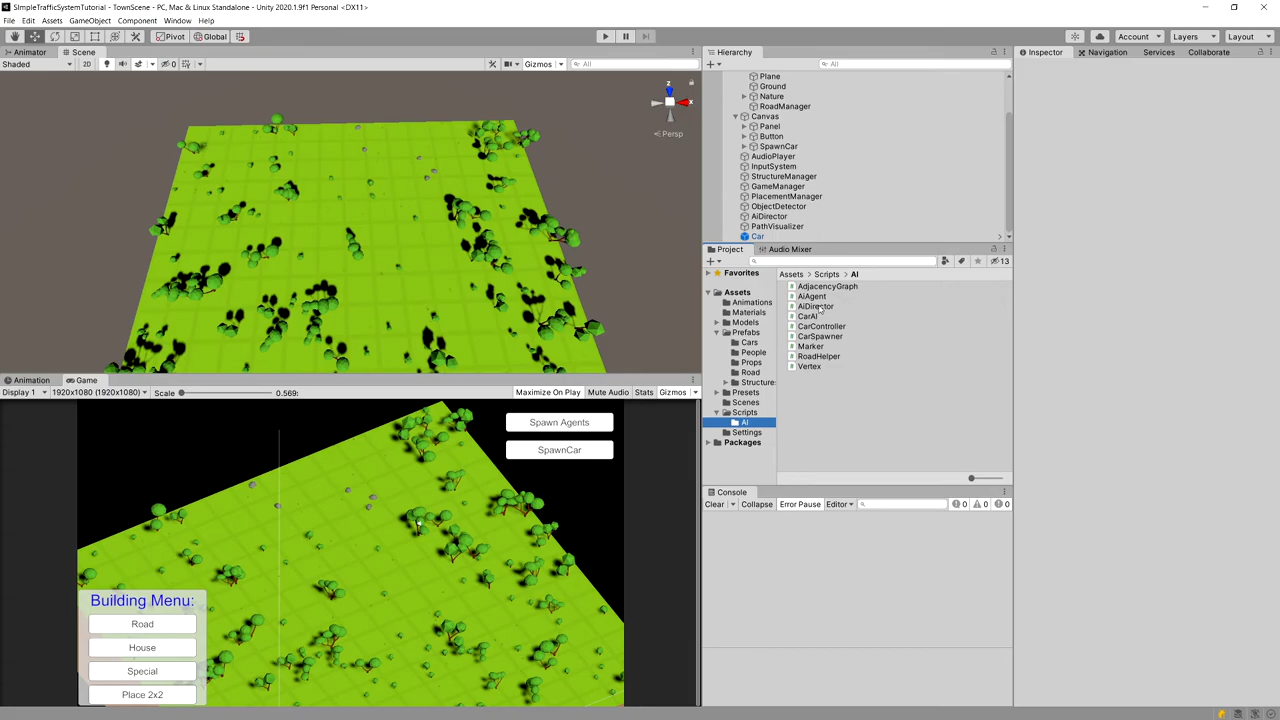 SImpleTrafficSystemTutorial - TownScene - PC, Mac & Linux Standalone - Unity 2020.1.9f1 Personal <DX11>
File Edit Assets GameObject Component Window Help
Pivot Global Account Layers Layout
Animator Scene
Shaded 2D 0 Gizmos All
z
x
Persp
Hierarchy
All
Plane
Ground
Nature
RoadManager
Canvas
Panel
Button
SpawnCar
AudioPlayer
InputSystem
StructureManager
GameManager
PlacementManager
ObjectDetector
AiDirector
PathVisualizer
Car
Project Audio Mixer
13
Favorites
Assets
Animations
Materials
Models
Prefabs
Cars
People
Props
Road
Structure
Presets
Scenes
Scripts
AI
Settings
Packages
Assets Scripts AI
AdjacencyGraph
AiAgent
AiDirector
CarAI
CarController
CarSpawner
Marker
RoadHelper
Vertex
Console
Clear Collapse Error Pause Editor 0 0 0
Inspector Navigation Services Collaborate
Animation Game
Display 1 1920x1080 (1920x1080) Scale 0.569: Maximize On Play Mute Audio Stats Gizmos
Spawn Agents
SpawnCar
Building Menu:
Road
House
Special
Place 2x2